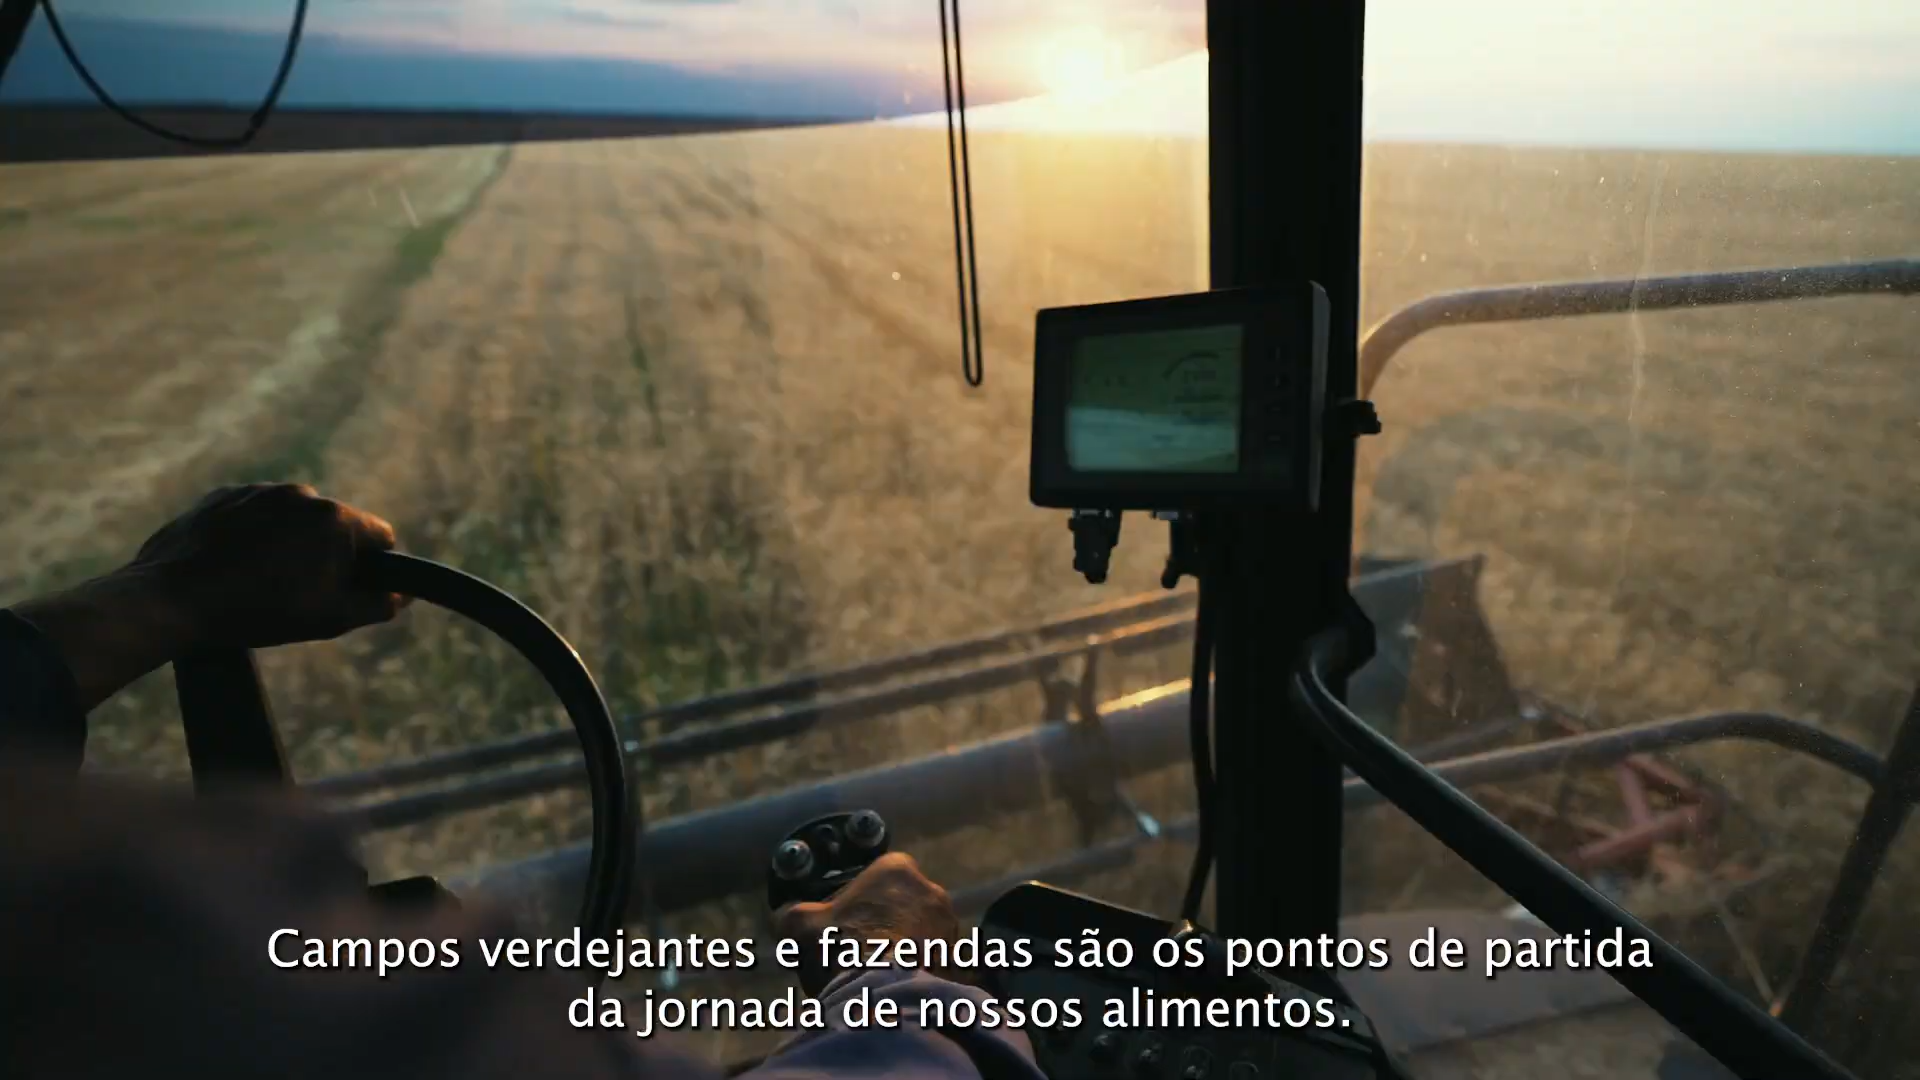 Campos verdejantes e fazendas são os pontos de partida
da jornada de nossos alimentos.